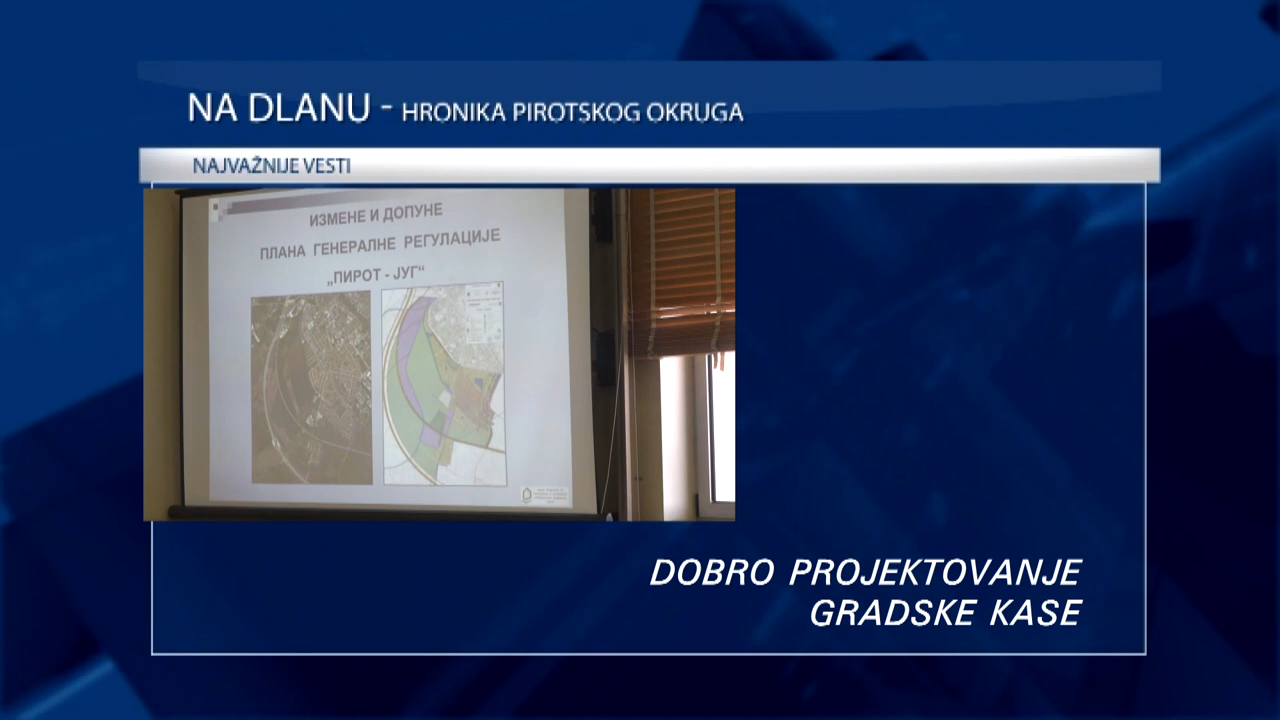 NA DLANU - HRONIKA PIROTSKOG OKRUGA
NAJVAŽNIJE VESTI
ИЗМЕНЕ И ДОПУНЕ
ПЛАНА ГЕНЕРАЛНЕ РЕГУЛАЦИЈЕ
„ПИРОТ - ЈУГ“
DOBRO PROJEKTOVANJE
GRADSKE KASE